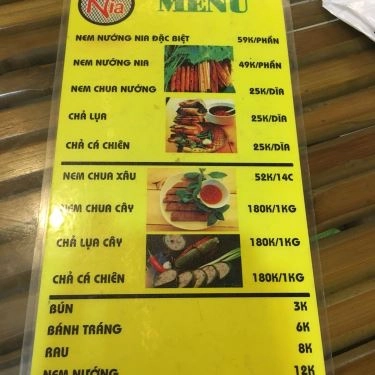 Nia
MENU
NEM NƯỚNG NIA ĐẶC BIỆT 59K/PHẦN
NEM NƯỚNG NIA 49K/PHẦN
NEM CHUA NƯỚNG 25K/DĨA
CHẢ LỤA 25K/DĨA
CHẢ CÁ CHIÊN 25K/DĨA
NEM CHUA XÂU 52K/14C
NEM CHUA CÂY 180K/1KG
CHẢ LỤA CÂY 180K/1KG
CHẢ CÁ CHIÊN 180K/1KG
BÚN 3K
BÁNH TRÁNG 6K
RAU 8K
NEM NƯỚNG 12K